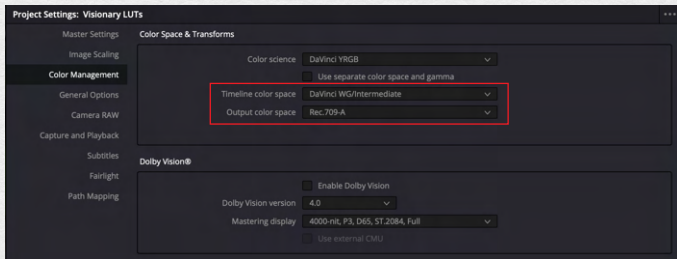 Project Settings: Visionary LUTs
Master Settings
Image Scaling
Color Management
General Options
Camera RAW
Capture and Playback
Subtitles
Fairlight
Path Mapping
Color Space & Transforms
Color science DaVinci YRGB
Use separate color space and gamma
Timeline color space DaVinci WG/Intermediate
Output color space Rec.709-A
Dolby Vision®
Enable Dolby Vision
Dolby Vision version 4.0
Mastering display 4000-nit, P3, D65, ST.2084, Full
Use external CMU